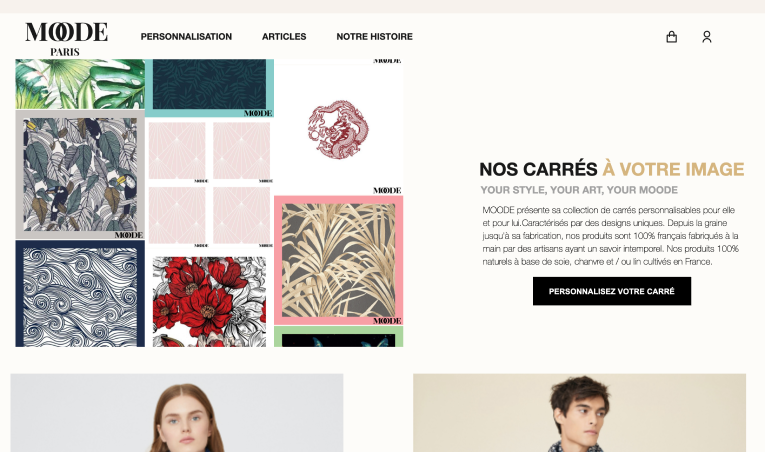 MOODE
PARIS
PERSONNALISATION
ARTICLES
NOTRE HISTOIRE
MOODE
MOODE
MOODE
MOODE
MOODE
MOODE
MOODE
MOODE
MOODE
NOS CARRÉS À VOTRE IMAGE
YOUR STYLE, YOUR ART, YOUR MOODE
MOODE présente sa collection de carrés personnalisables pour elle
et pour lui.Caractérisés par des designs uniques. Depuis la graine
jusqu'à sa fabrication, nos produits sont 100% français fabriqués à la
main par des artisans ayant un savoir intemporel. Nos produits 100%
naturels à base de soie, chanvre et / ou lin cultivés en France.
PERSONNALISEZ VOTRE CARRÉ